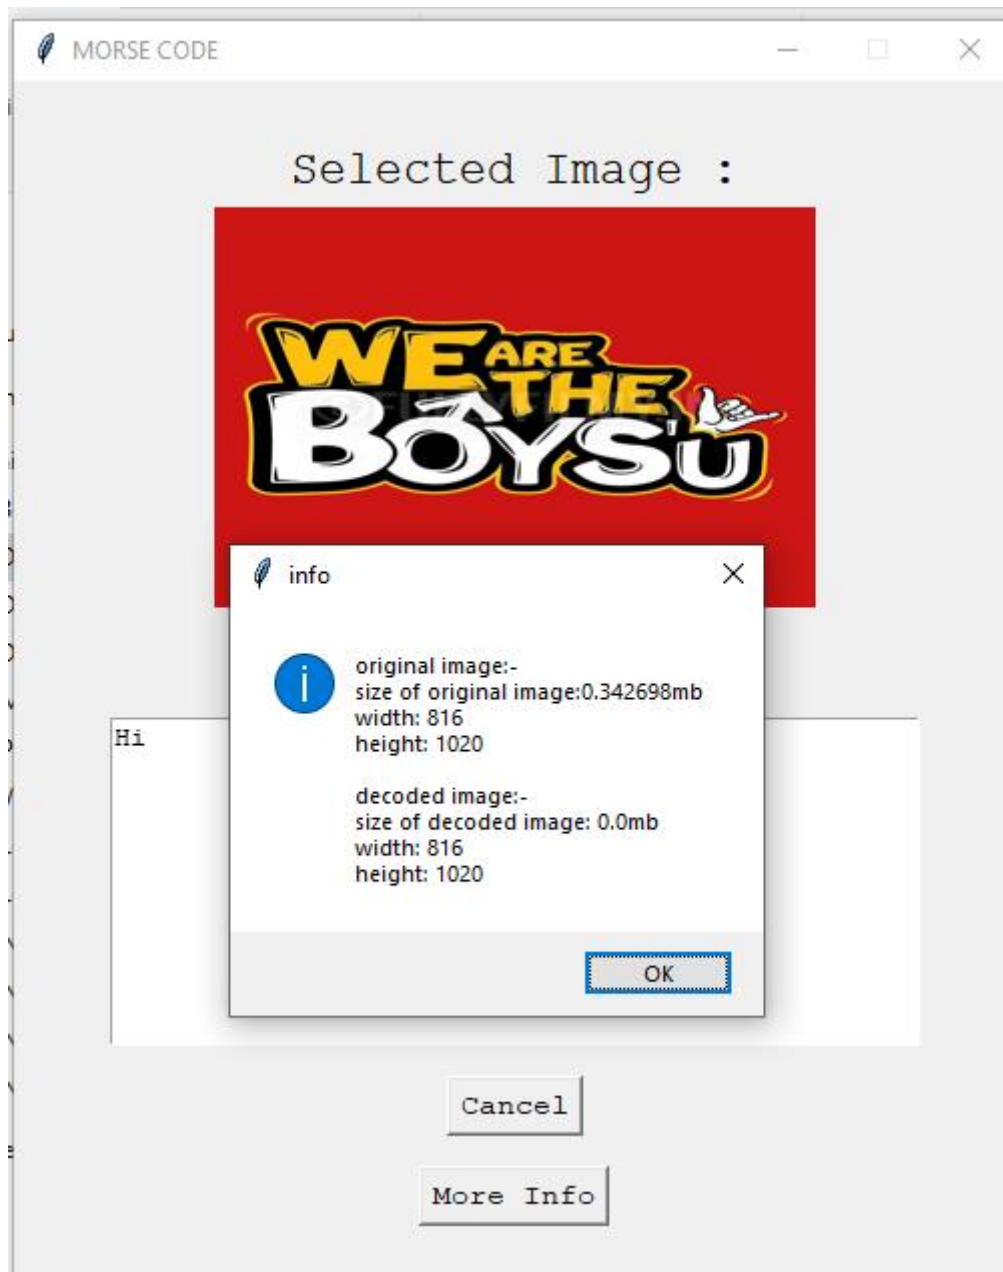 MORSE CODE
Selected Image :
WE ARE
THE
BOYS'U
info
original image:-
size of original image:0.342698mb
width: 816
height: 1020
decoded image:-
size of decoded image: 0.0mb
width: 816
height: 1020
OK
Hi
Cancel
More Info